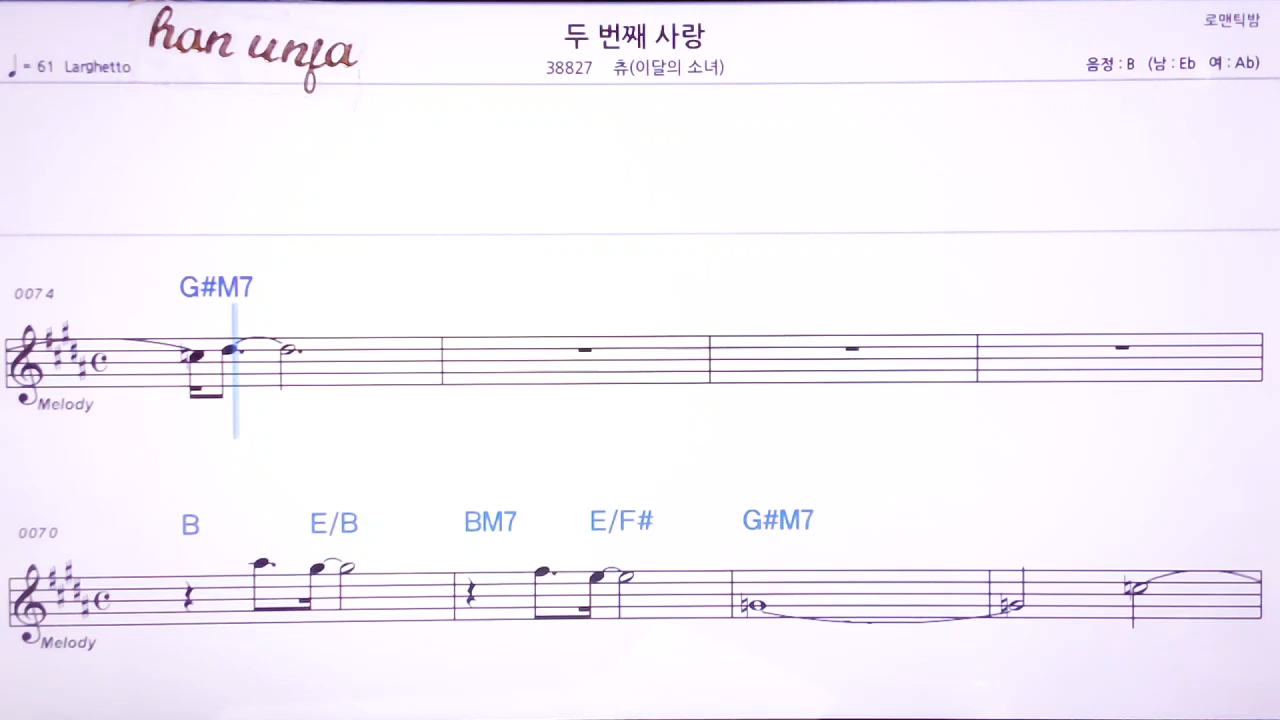 han unja
두 번째 사랑
로맨틱밤
♩= 61 Larghetto
38827 츄(이달의 소녀)
음정 : B (남 : Eb 여 : Ab)
0074
G#M7
Melody
0070
B E/B BM7 E/F# G#M7
Melody